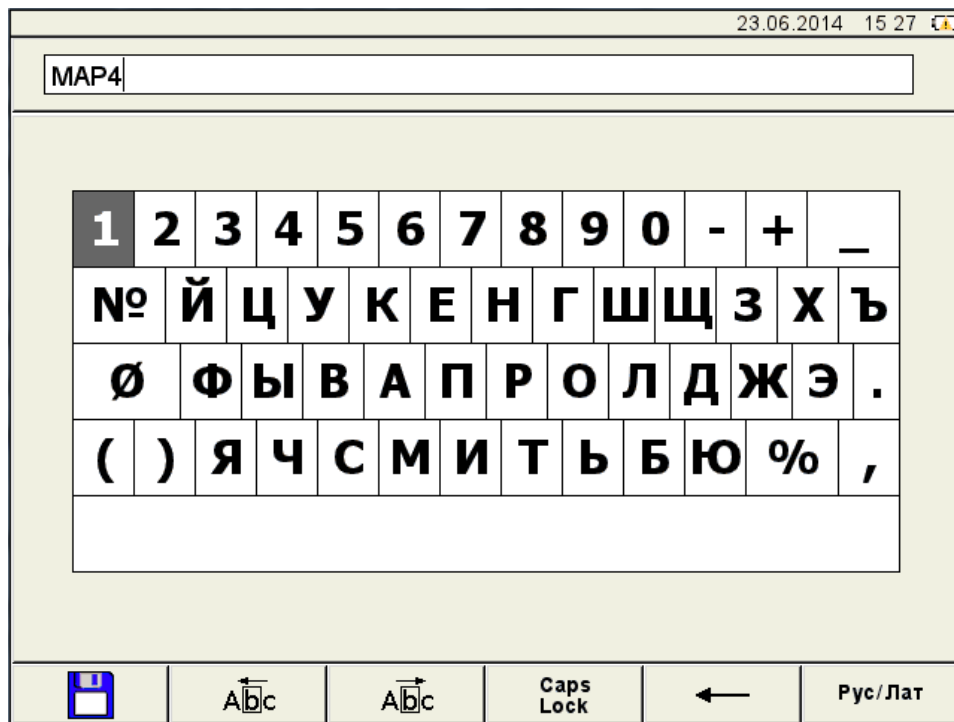 23.06.2014 15 27
МАР4
1 2 3 4 5 6 7 8 9 0 - + _
№ Й Ц У К Е Н Г Ш Щ З Х Ъ
Ø Ф Ы В А П Р О Л Д Ж Э .
( ) Я Ч С М И Т Ь Б Ю % ,
Abc Abc Caps Lock ← Рус/Лат